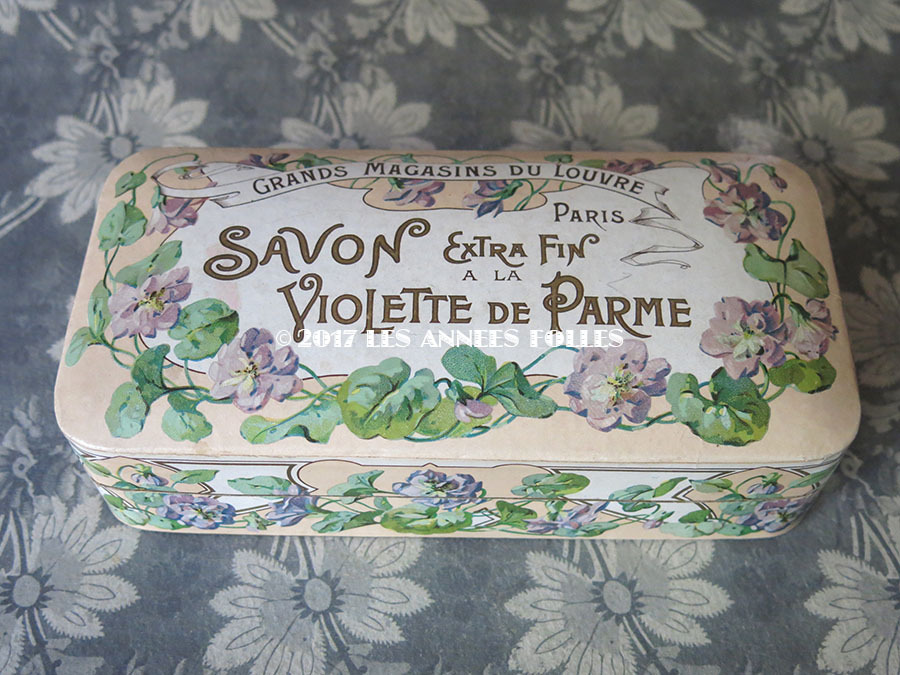 GRANDS MAGASINS DU LOUVRE
PARIS
SAVON EXTRA FIN
A LA
VIOLETTE DE PARME
© 2017 LES ANNEES FOLLES